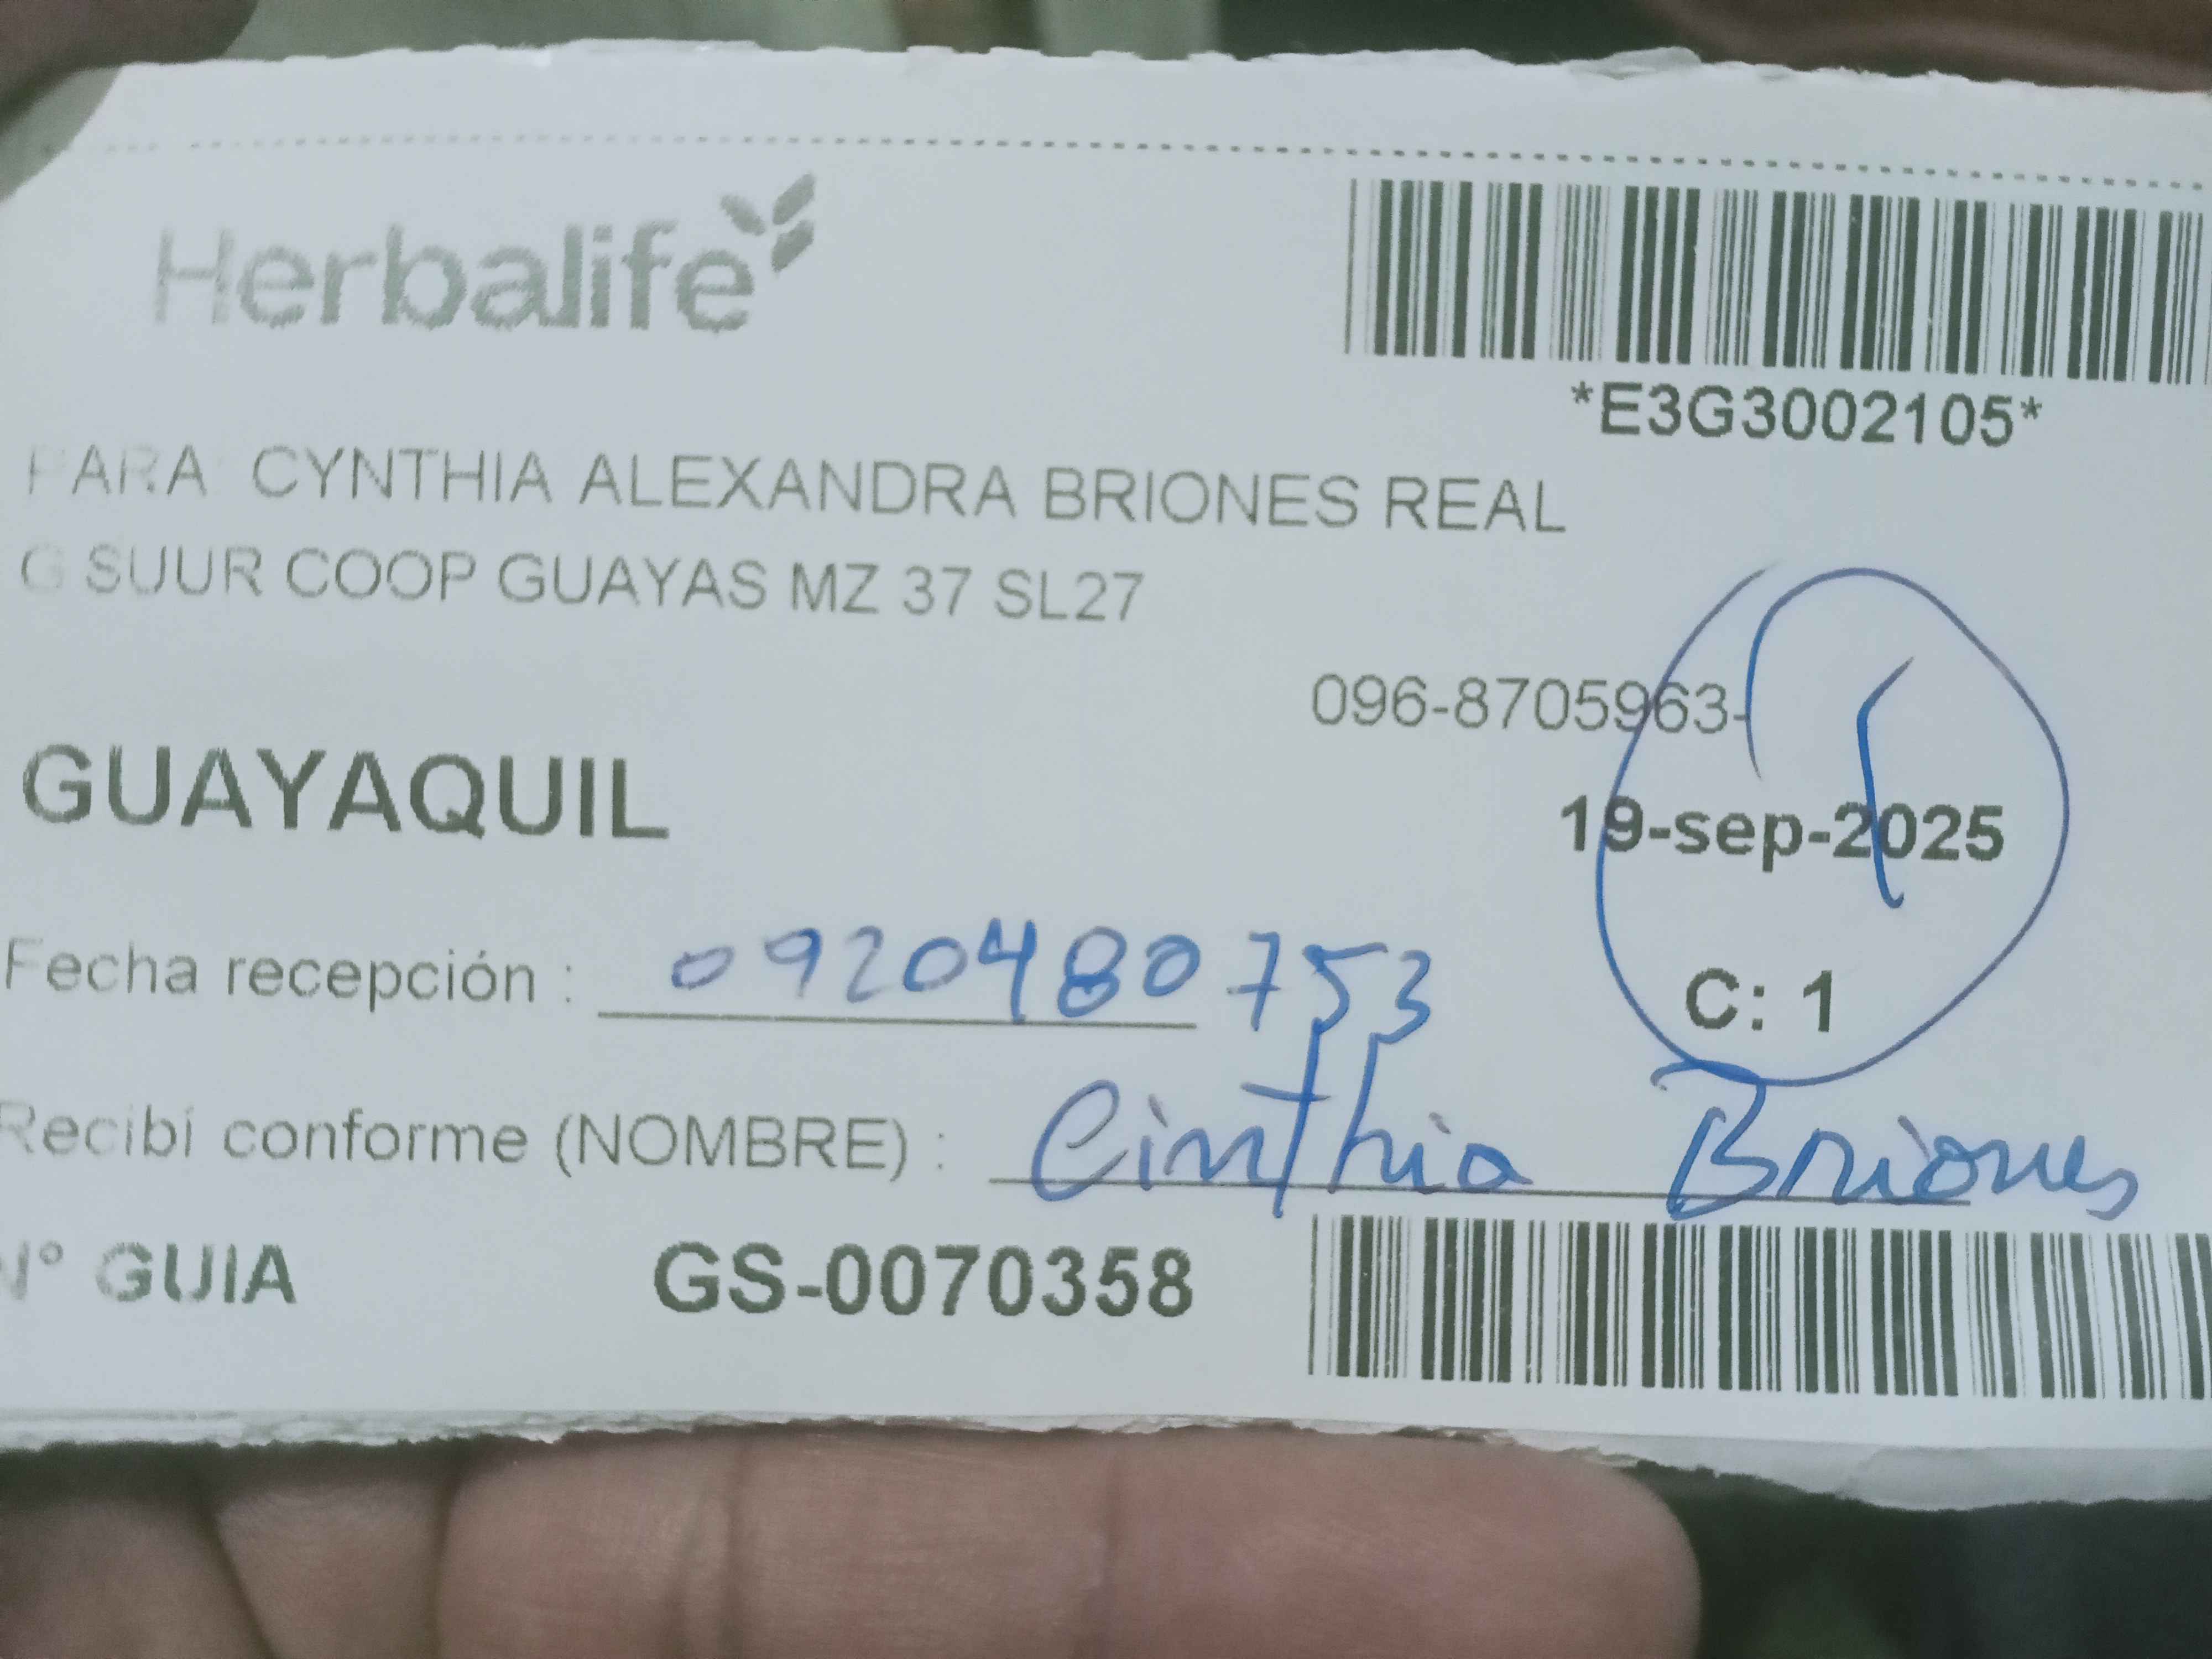 Herbalife
*E3G3002105*
PARA CYNTHIA ALEXANDRA BRIONES REAL
G SUUR COOP GUAYAS MZ 37 SL27
096-8705963-
GUAYAQUIL
19-sep-2025
1
Fecha recepción : 0920480753
C: 1
Recibí conforme (NOMBRE) : Cinthia Briones
N° GUIA GS-0070358